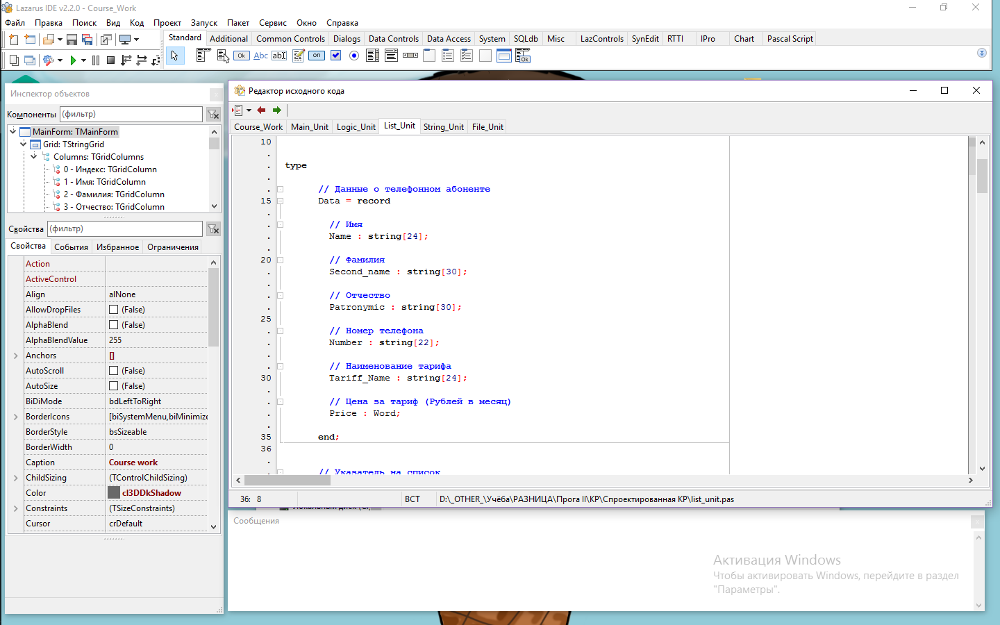 Lazarus IDE v2.2.0 - Course_Work
Файл Правка Поиск Вид Код Проект Запуск Пакет Сервис Окно Справка
Standard Additional Common Controls Dialogs Data Controls Data Access System SQLdb Misc LazControls SynEdit RTTI IPro Chart Pascal Script
Ok Abc ab on Ok
Инспектор объектов
Компоненты (фильтр)
MainForm: TMainForm
Grid: TStringGrid
Columns: TGridColumns
0 - Индекс: TGridColumn
1 - Имя: TGridColumn
2 - Фамилия: TGridColumn
3 - Отчество: TGridColumn
Свойства (фильтр)
Свойства События Избранное Ограничения
Action
ActiveControl
Align alNone
AllowDropFiles (False)
AlphaBlend (False)
AlphaBlendValue 255
Anchors []
AutoScroll (False)
AutoSize (False)
BiDiMode bdLeftToRight
BorderIcons [biSystemMenu,biMinimize
BorderStyle bsSizeable
BorderWidth 0
Caption Course work
ChildSizing (TControlChildSizing)
Color cl3DDkShadow
Constraints (TSizeConstraints)
Cursor crDefault
Редактор исходного кода
Course_Work Main_Unit Logic_Unit List_Unit String_Unit File_Unit
10
type
// Данные о телефонном абоненте
15 Data = record
// Имя
Name : string[24];
20 // Фамилия
Second_name : string[30];
// Отчество
Patronymic : string[30];
25
// Номер телефона
Number : string[22];
// Наименование тарифа
30 Tariff_Name : string[24];
// Цена за тариф (Рублей в месяц)
Price : Word;
35 end;
36
// Указатель на список
36: 8 ВСТ D:\_OTHER_\Учёба\РАЗНИЦА\Прога II\КР\Спроектированная КР\list_unit.pas
Локальный диск (C:)
Сообщения
Активация Windows
Чтобы активировать Windows, перейдите в раздел
"Параметры".